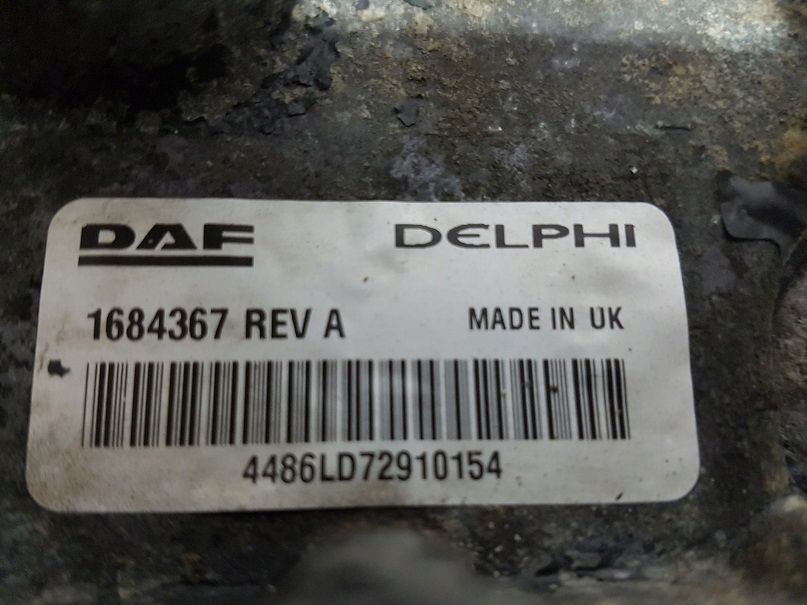 DAF DELPHI
1684367 REV A MADE IN UK
4486LD72910154